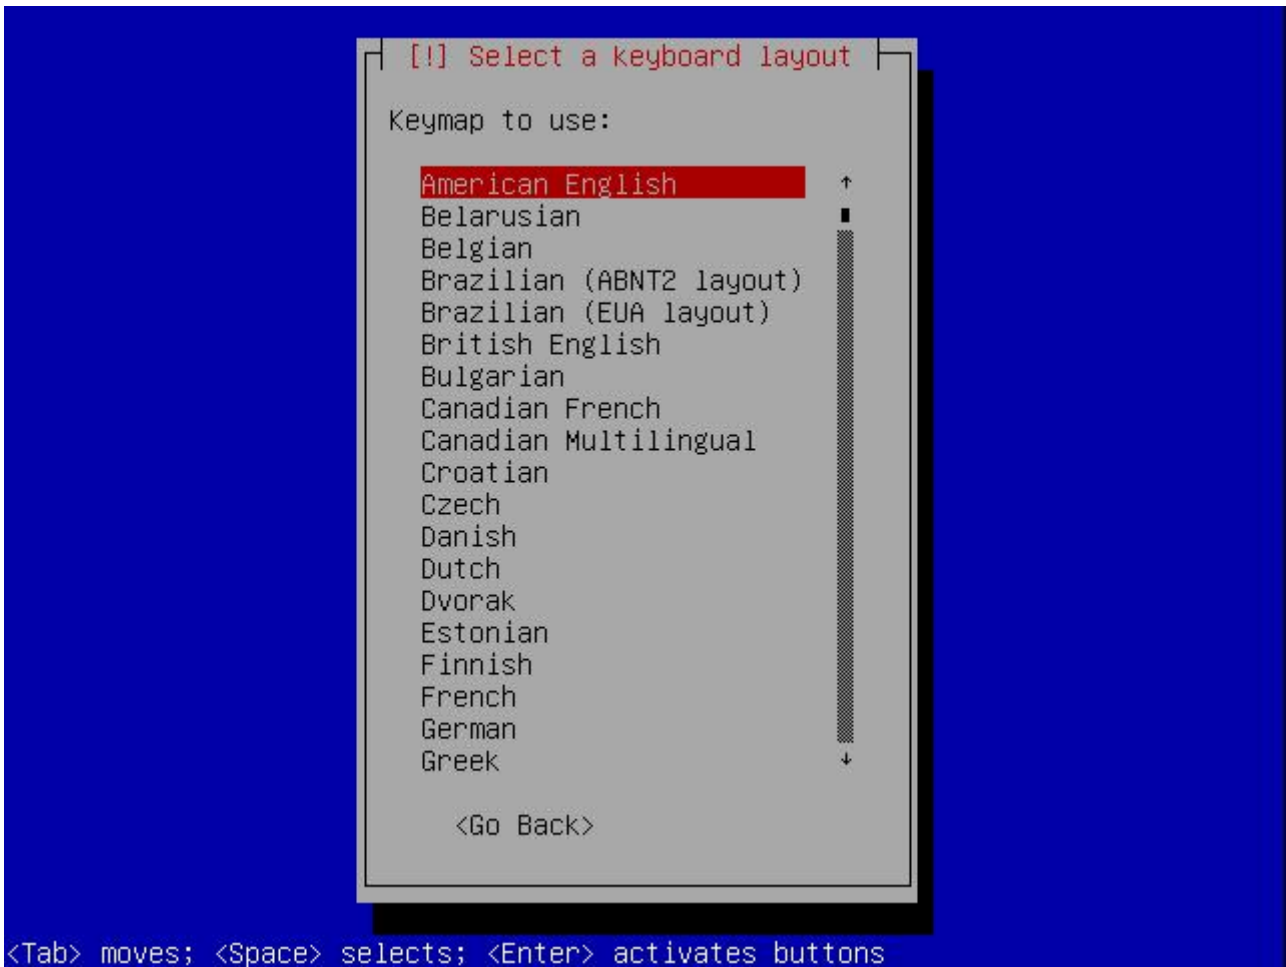 [!] Select a keyboard layout
Keymap to use:
American English
Belarusian
Belgian
Brazilian (ABNT2 layout)
Brazilian (EUA layout)
British English
Bulgarian
Canadian French
Canadian Multilingual
Croatian
Czech
Danish
Dutch
Dvorak
Estonian
Finnish
French
German
Greek
<Go Back>
<Tab> moves; <Space> selects; <Enter> activates buttons